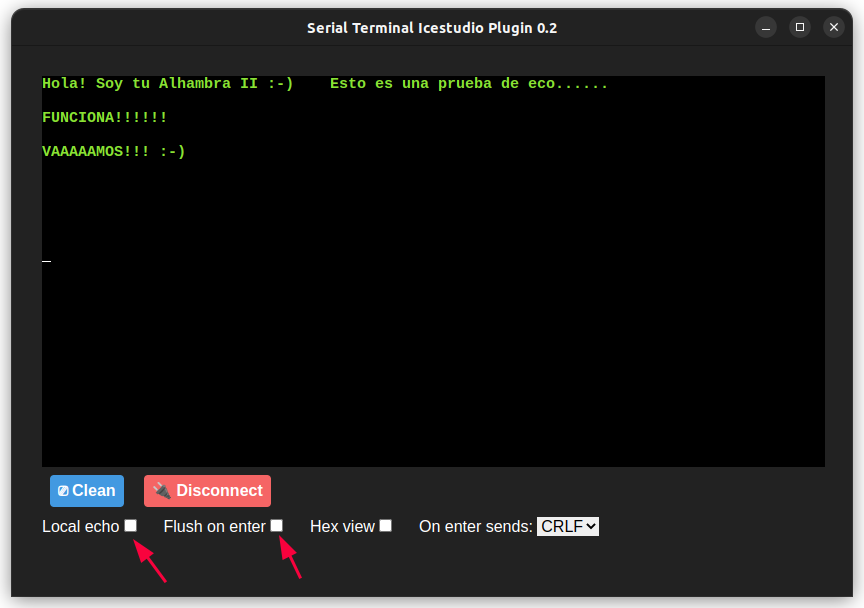 Serial Terminal Icestudio Plugin 0.2
Hola! Soy tu Alhambra II :-)    Esto es una prueba de eco......
FUNCIONA!!!!!!
VAAAAAMOS!!! :-)
Clean Disconnect
Local echo Flush on enter Hex view On enter sends: CRLF